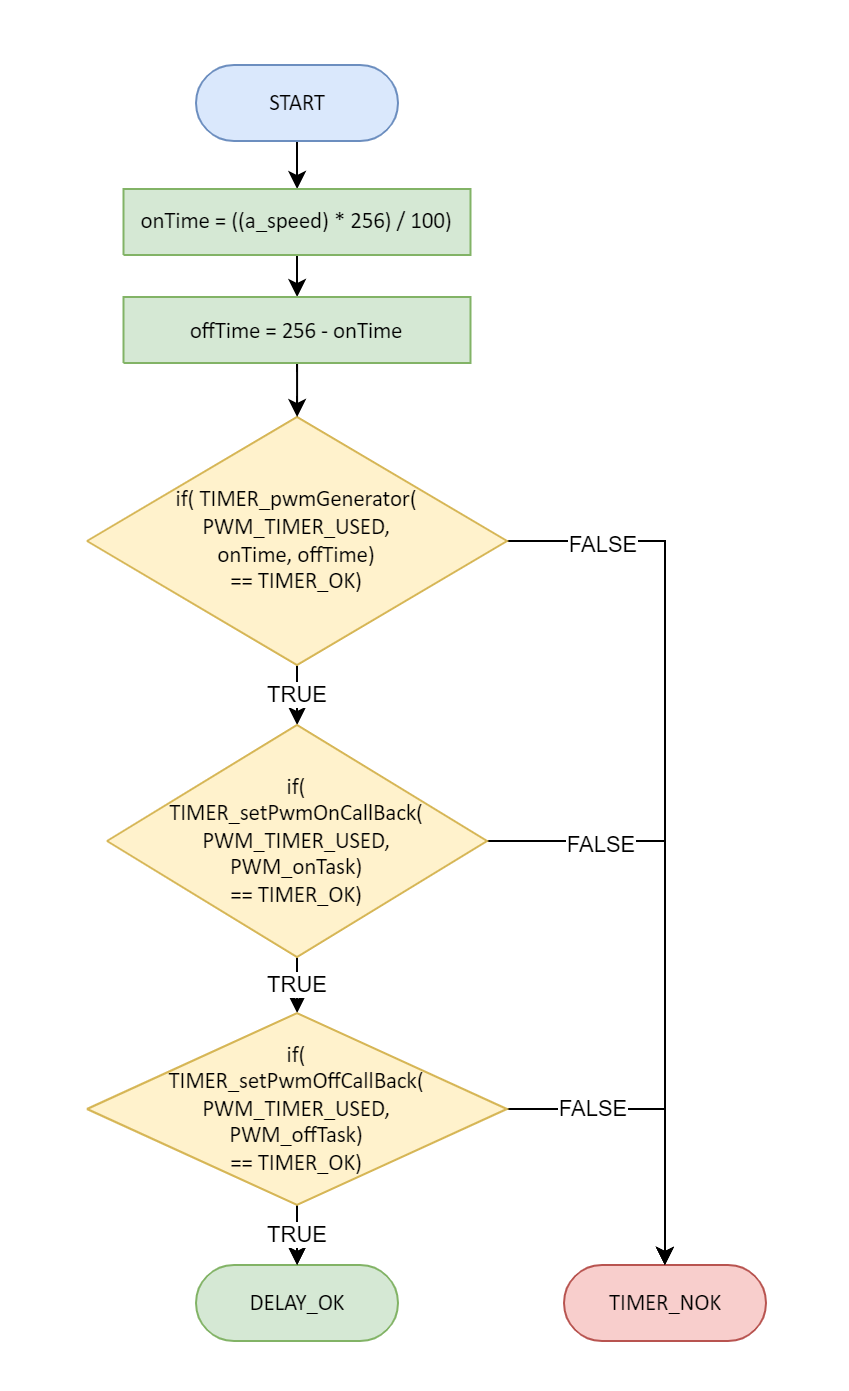 START
onTime = ((a_speed) * 256) / 100)
offTime = 256 - onTime
if( TIMER_pwmGenerator(
PWM_TIMER_USED,
onTime, offTime)
== TIMER_OK)
FALSE
TRUE
if(
TIMER_setPwmOnCallBack(
PWM_TIMER_USED,
PWM_onTask)
== TIMER_OK)
FALSE
TRUE
if(
TIMER_setPwmOffCallBack(
PWM_TIMER_USED,
PWM_offTask)
== TIMER_OK)
FALSE
TRUE
DELAY_OK
TIMER_NOK